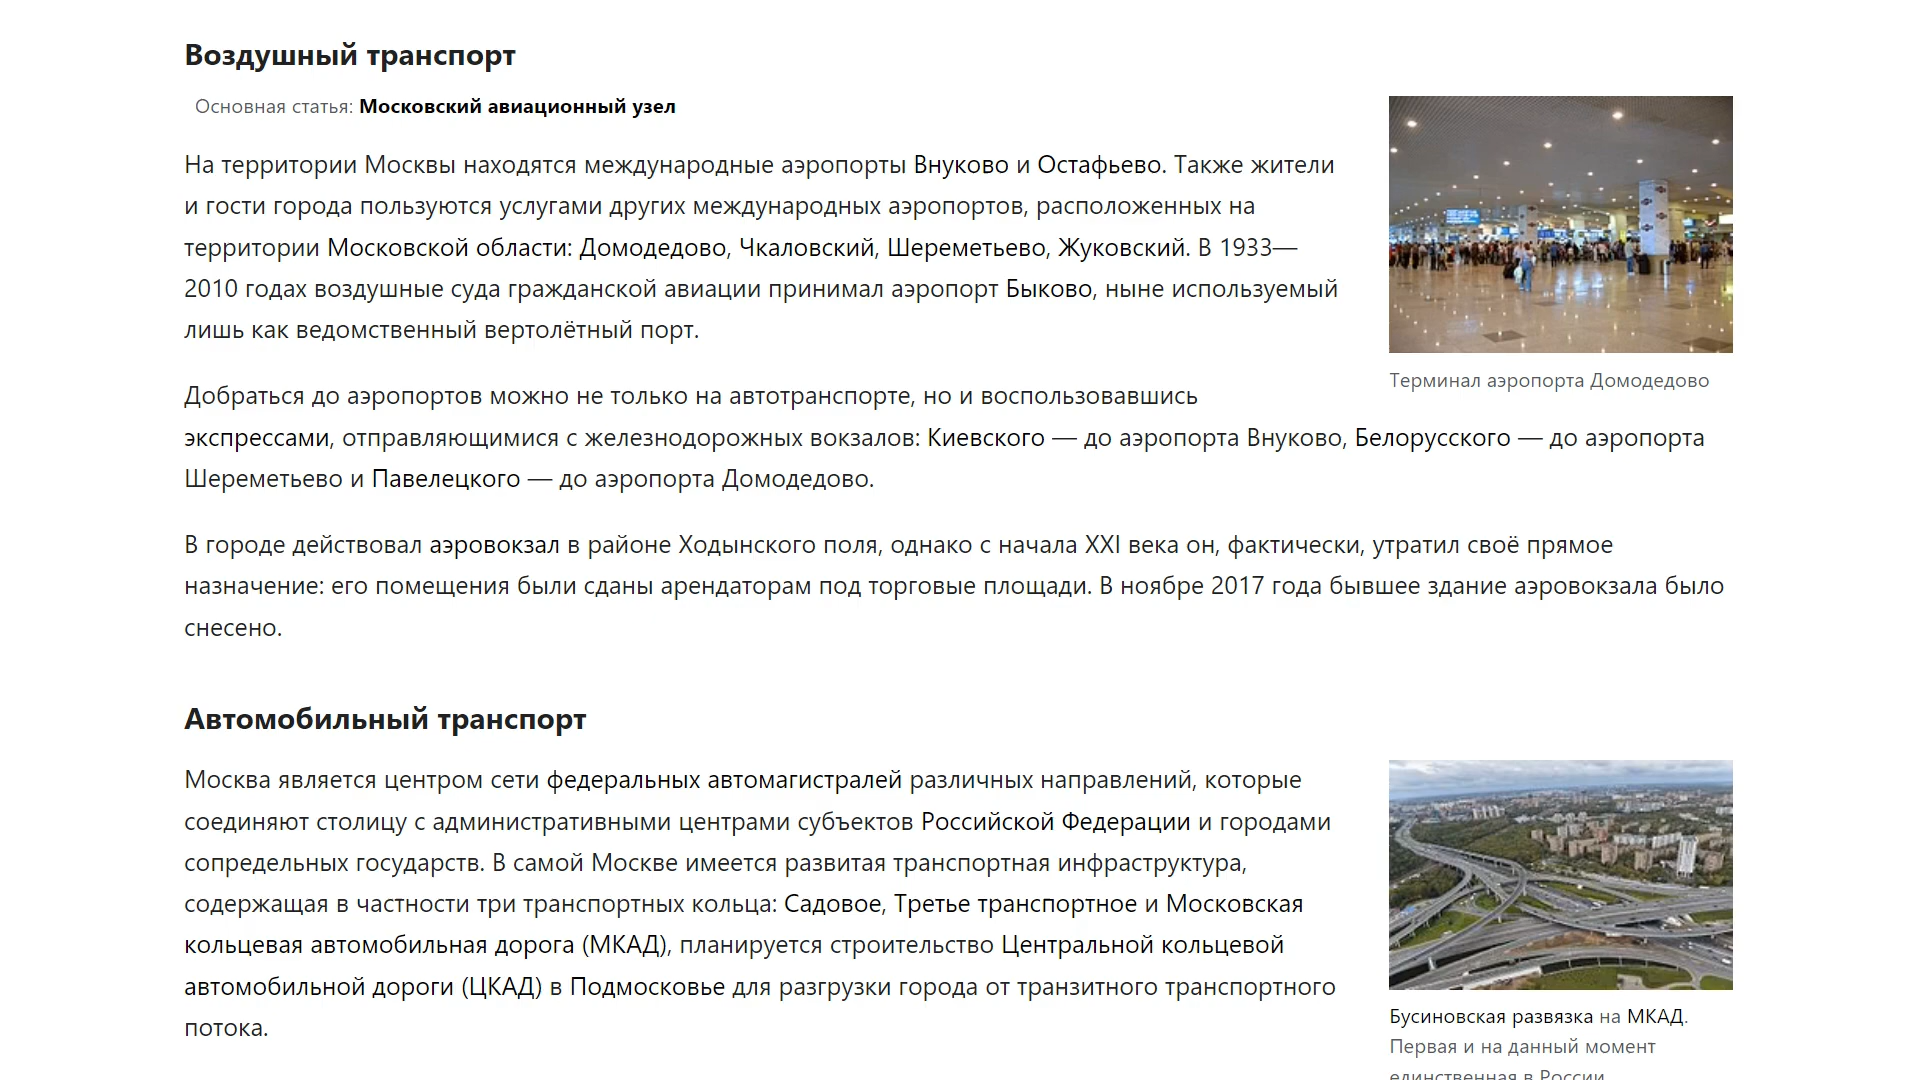 Воздушный транспорт
Основная статья: Московский авиационный узел
На территории Москвы находятся международные аэропорты Внуково и Остафьево. Также жители
и гости города пользуются услугами других международных аэропортов, расположенных на
территории Московской области: Домодедово, Чкаловский, Шереметьево, Жуковский. В 1933—
2010 годах воздушные суда гражданской авиации принимал аэропорт Быково, ныне используемый
лишь как ведомственный вертолётный порт.
Терминал аэропорта Домодедово
Добраться до аэропортов можно не только на автотранспорте, но и воспользовавшись
экспрессами, отправляющимися с железнодорожных вокзалов: Киевского — до аэропорта Внуково, Белорусского — до аэропорта
Шереметьево и Павелецкого — до аэропорта Домодедово.
В городе действовал аэровокзал в районе Ходынского поля, однако с начала XXI века он, фактически, утратил своё прямое
назначение: его помещения были сданы арендаторам под торговые площади. В ноябре 2017 года бывшее здание аэровокзала было
снесено.
Автомобильный транспорт
Москва является центром сети федеральных автомагистралей различных направлений, которые
соединяют столицу с административными центрами субъектов Российской Федерации и городами
сопредельных государств. В самой Москве имеется развитая транспортная инфраструктура,
содержащая в частности три транспортных кольца: Садовое, Третье транспортное и Московская
кольцевая автомобильная дорога (МКАД), планируется строительство Центральной кольцевой
автомобильной дороги (ЦКАД) в Подмосковье для разгрузки города от транзитного транспортного
потока.
Бусиновская развязка на МКАД.
Первая и на данный момент
единственная в России